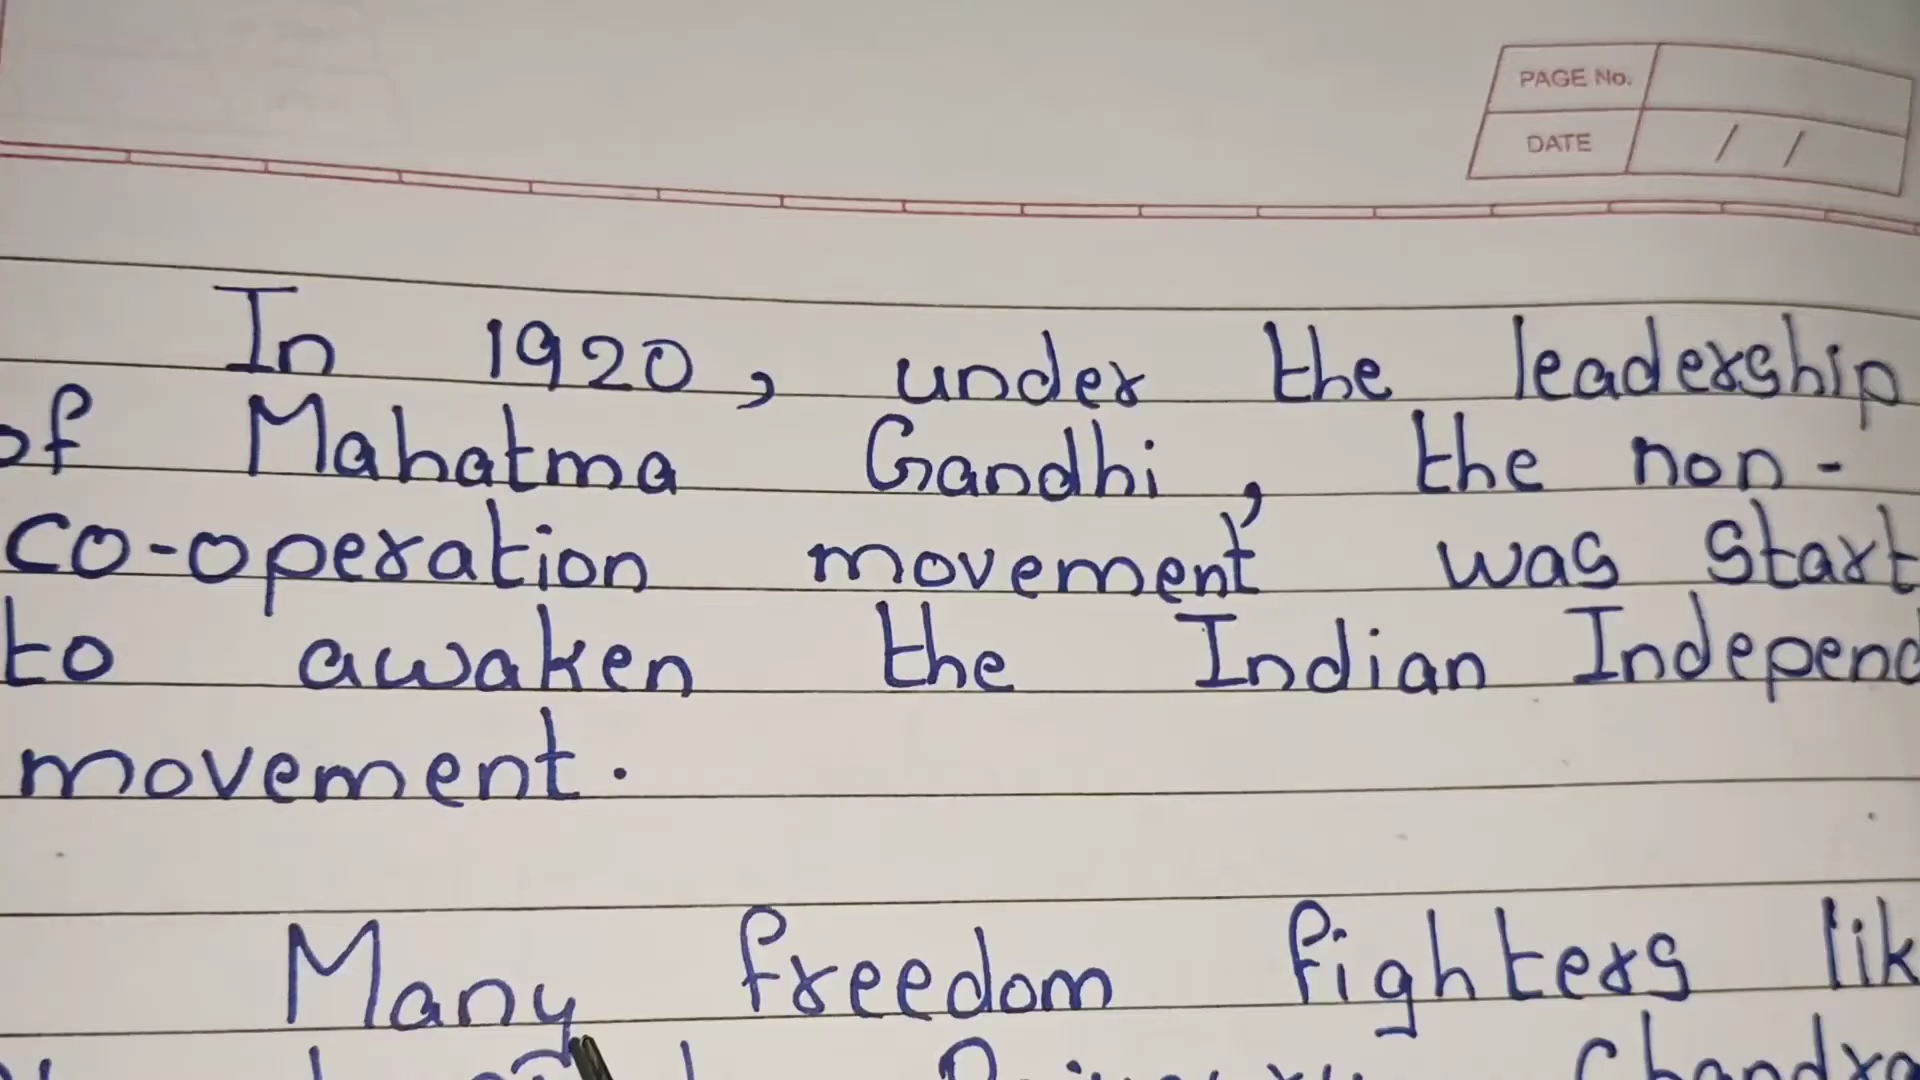 PAGE No.
DATE / /
In 1920, under the leadership
of Mahatma Gandhi, the non-
co-operation movement' was start
to awaken the Indian Independ
movement.
Many freedom fighters lik
Chandra